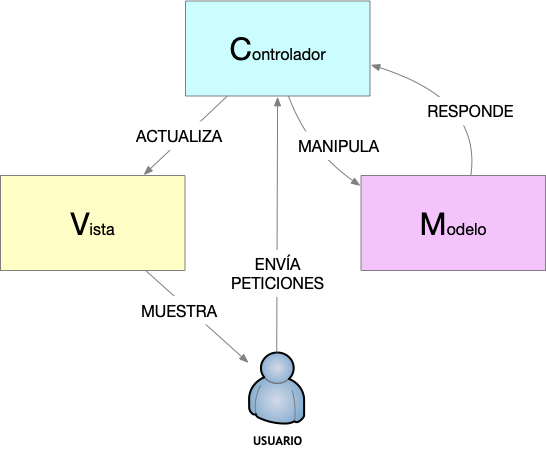 Controlador
RESPONDE
ACTUALIZA
MANIPULA
Vista
Modelo
ENVÍA
PETICIONES
MUESTRA
USUARIO